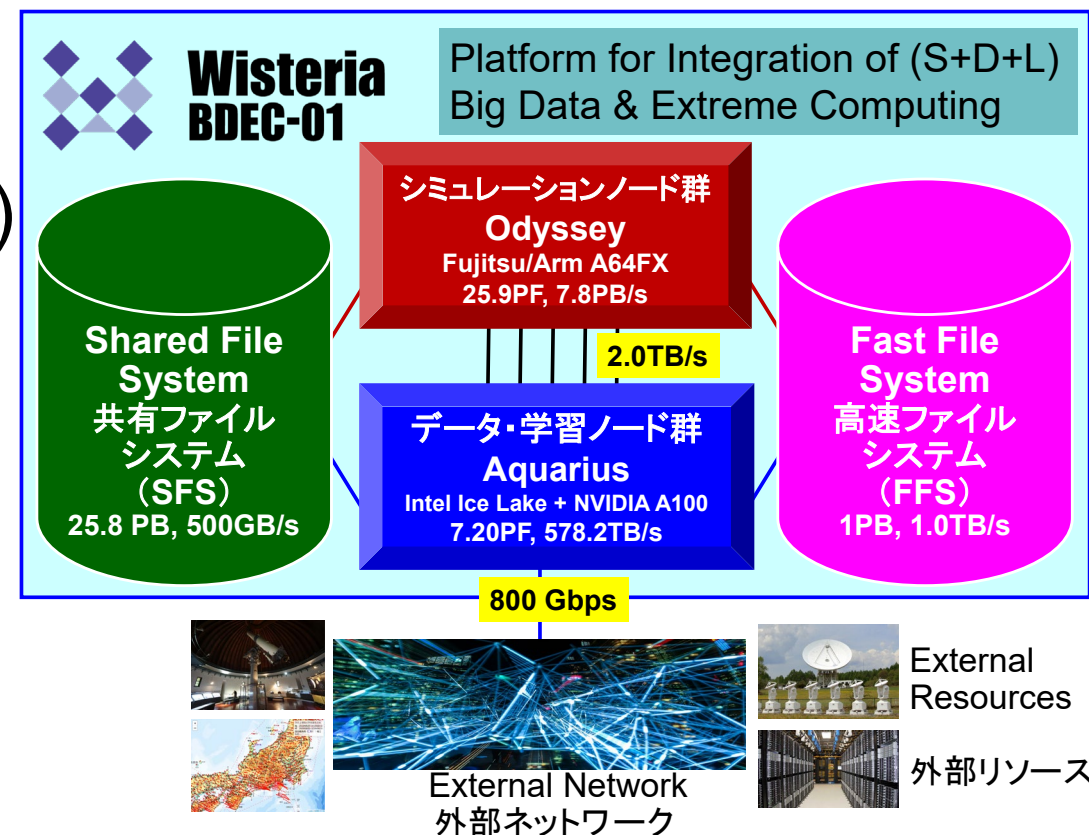 Wisteria
BDEC-01
Platform for Integration of (S+D+L)
Big Data & Extreme Computing
)
シミュレーションノード群
Odyssey
Fujitsu/Arm A64FX
25.9PF, 7.8PB/s
2.0TB/s
Shared File
System
共有ファイル
システム
（SFS）
25.8 PB, 500GB/s
データ・学習ノード群
Aquarius
Intel Ice Lake + NVIDIA A100
7.20PF, 578.2TB/s
Fast File
System
高速ファイル
システム
（FFS）
1PB, 1.0TB/s
800 Gbps
External
Resources
外部リソース
External Network
外部ネットワーク